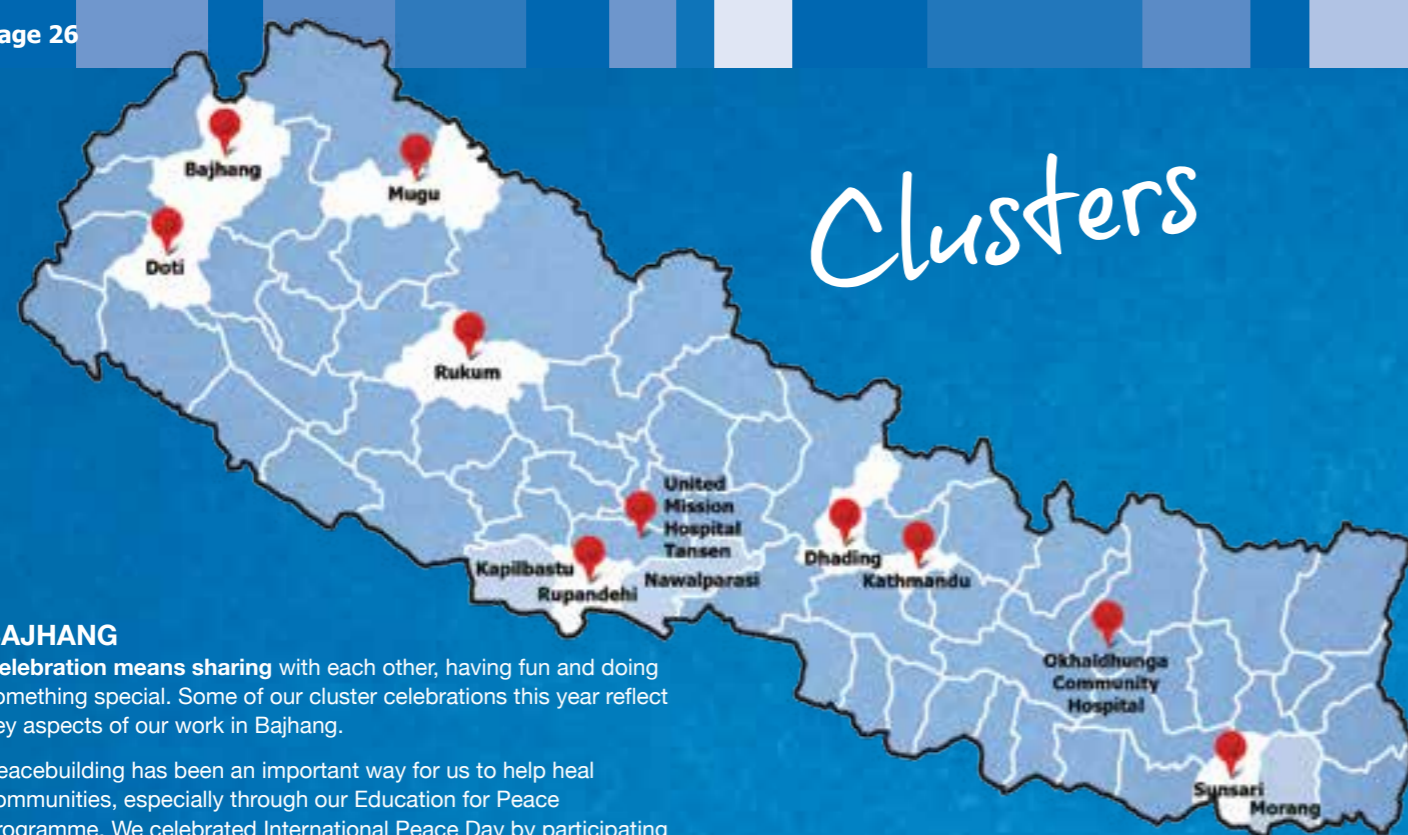 age 26
Clusters
Bajhang
Mugu
Doti
Rukum
United
Mission
Hospital
Tansen
Kapilbastu
Rupandehi
Nawalparasi
Dhading
Kathmandu
Okhaldhunga
Community
Hospital
Sunsari
Morang
AJHANG
elebration means sharing with each other, having fun and doing
omething special. Some of our cluster celebrations this year reflect
ey aspects of our work in Bajhang.
eacebuilding has been an important way for us to help heal
ommunities, especially through our Education for Peace
rogramme. We celebrated International Peace Day by participating